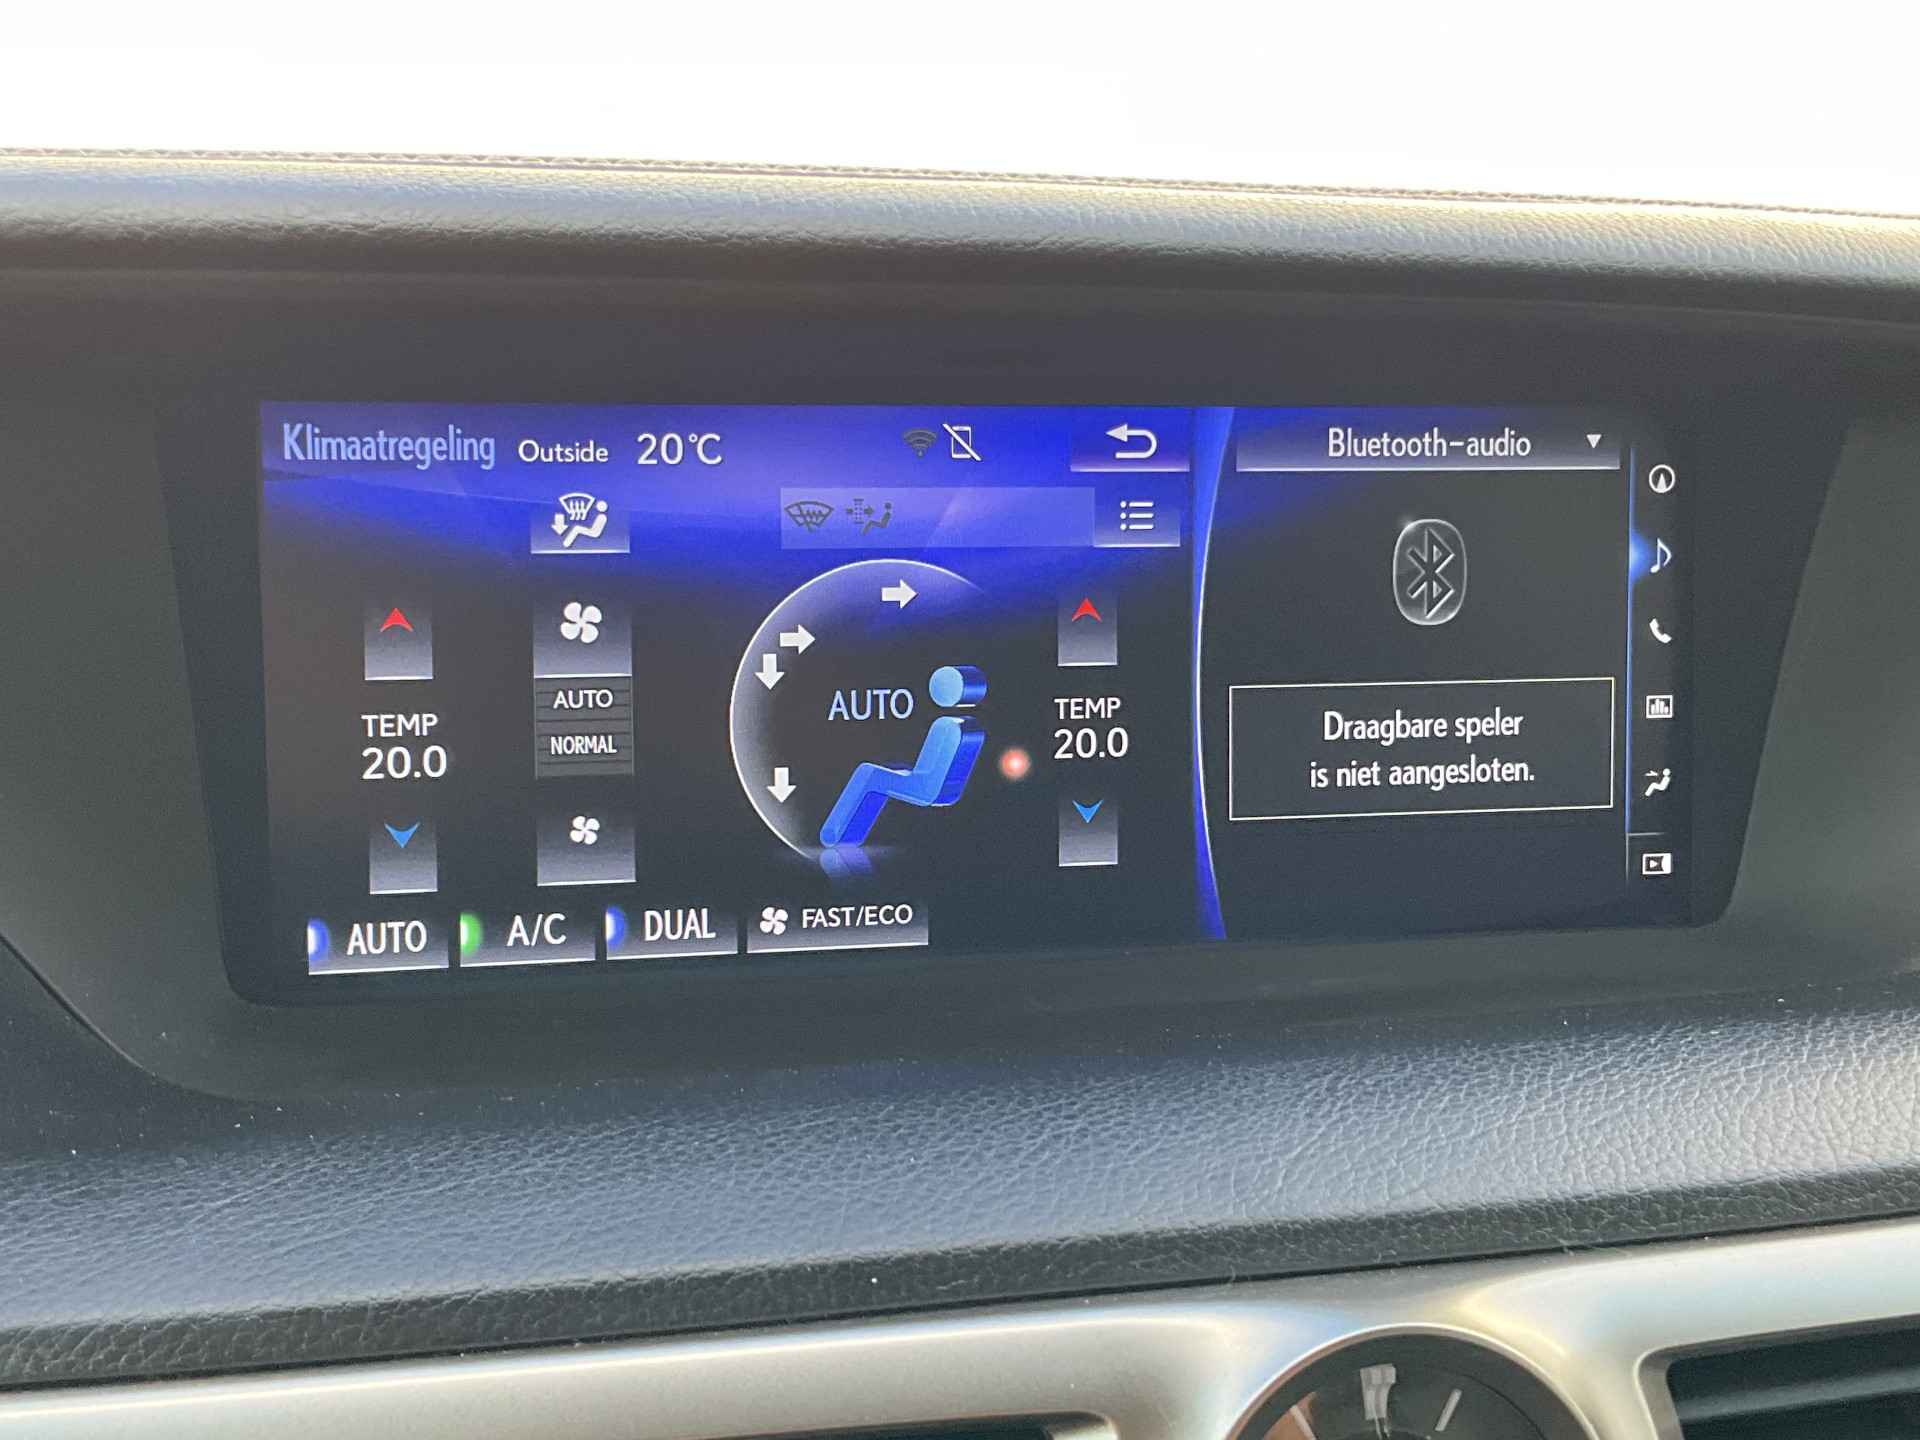 Klimaatregeling Outside 20°C
Bluetooth-audio
AUTO
NORMAL
TEMP
20.0
AUTO
TEMP
20.0
Draagbare speler
is niet aangesloten.
AUTO A/C DUAL FAST/ECO